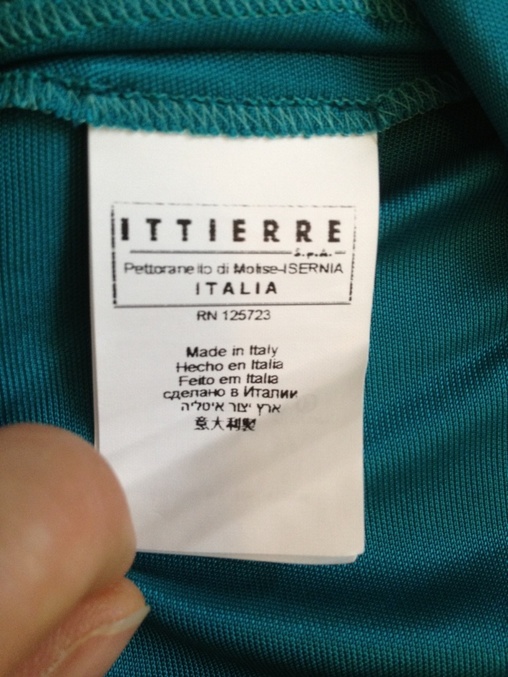 ITTIERRE
S.p.A.
Pettoranello di Molise-ISERNIA
ITALIA
RN 125723
Made in Italy
Hecho en Italia
Feito em Italia
сделано в Италии
ארץ יצור איטליה
意大利製